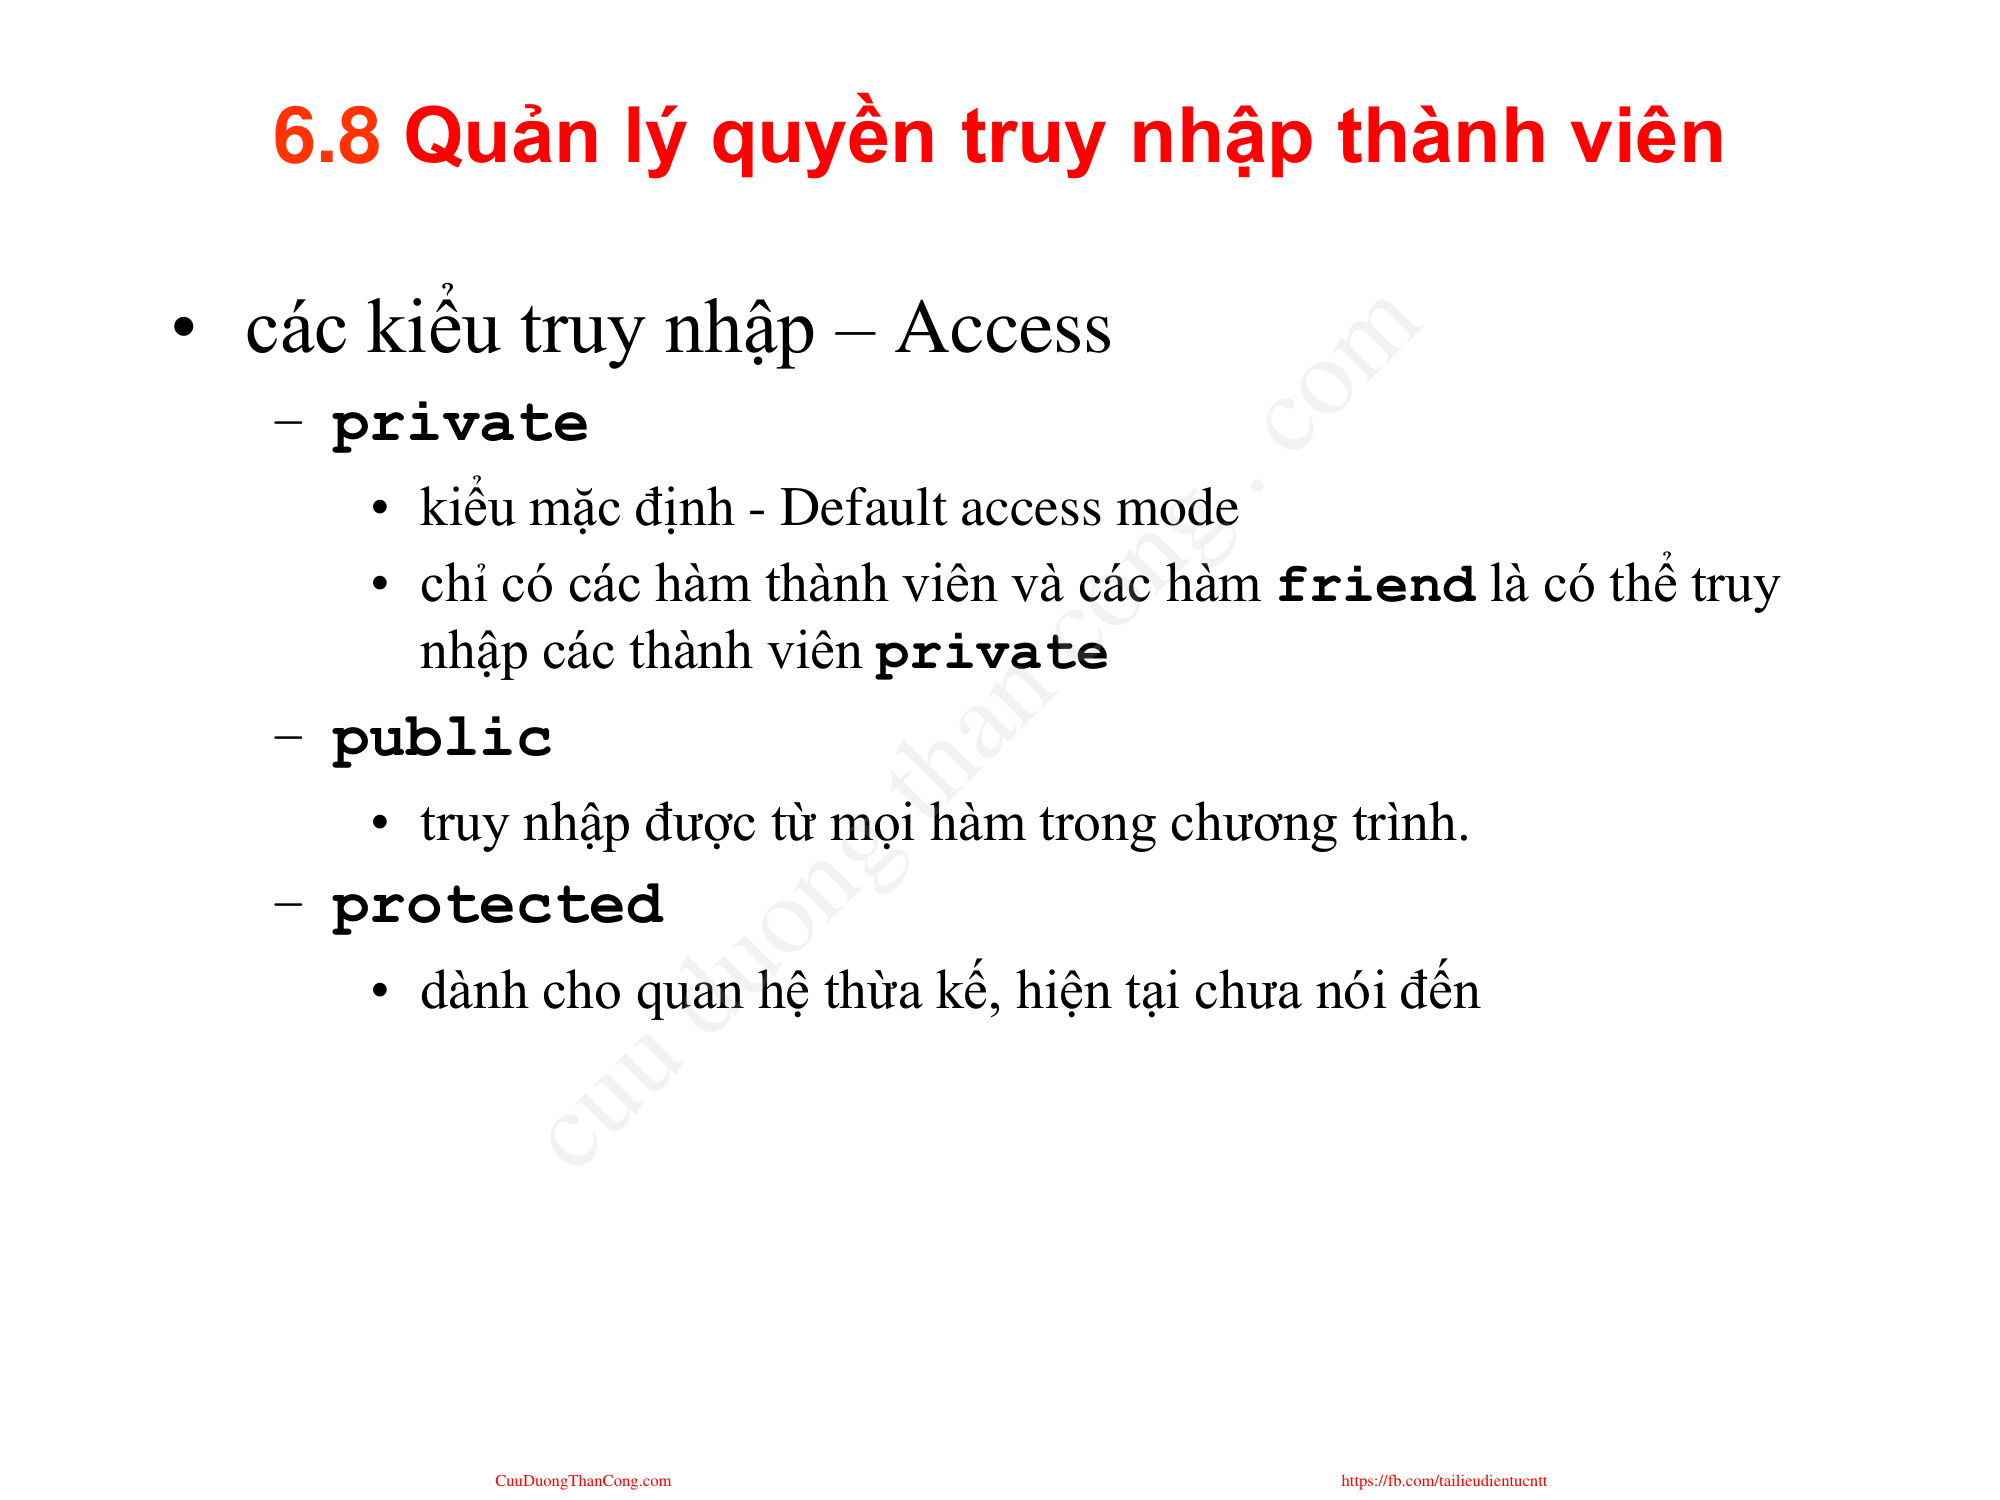 6.8 Quản lý quyền truy nhập thành viên
• các kiểu truy nhập – Access
– private
• kiểu mặc định - Default access mode
• chỉ có các hàm thành viên và các hàm friend là có thể truy
nhập các thành viên private
– public
• truy nhập được từ mọi hàm trong chương trình.
– protected
• dành cho quan hệ thừa kế, hiện tại chưa nói đến
cuu duong than cong . com
CuuDuongThanCong.com
https://fb.com/tailieudientucntt